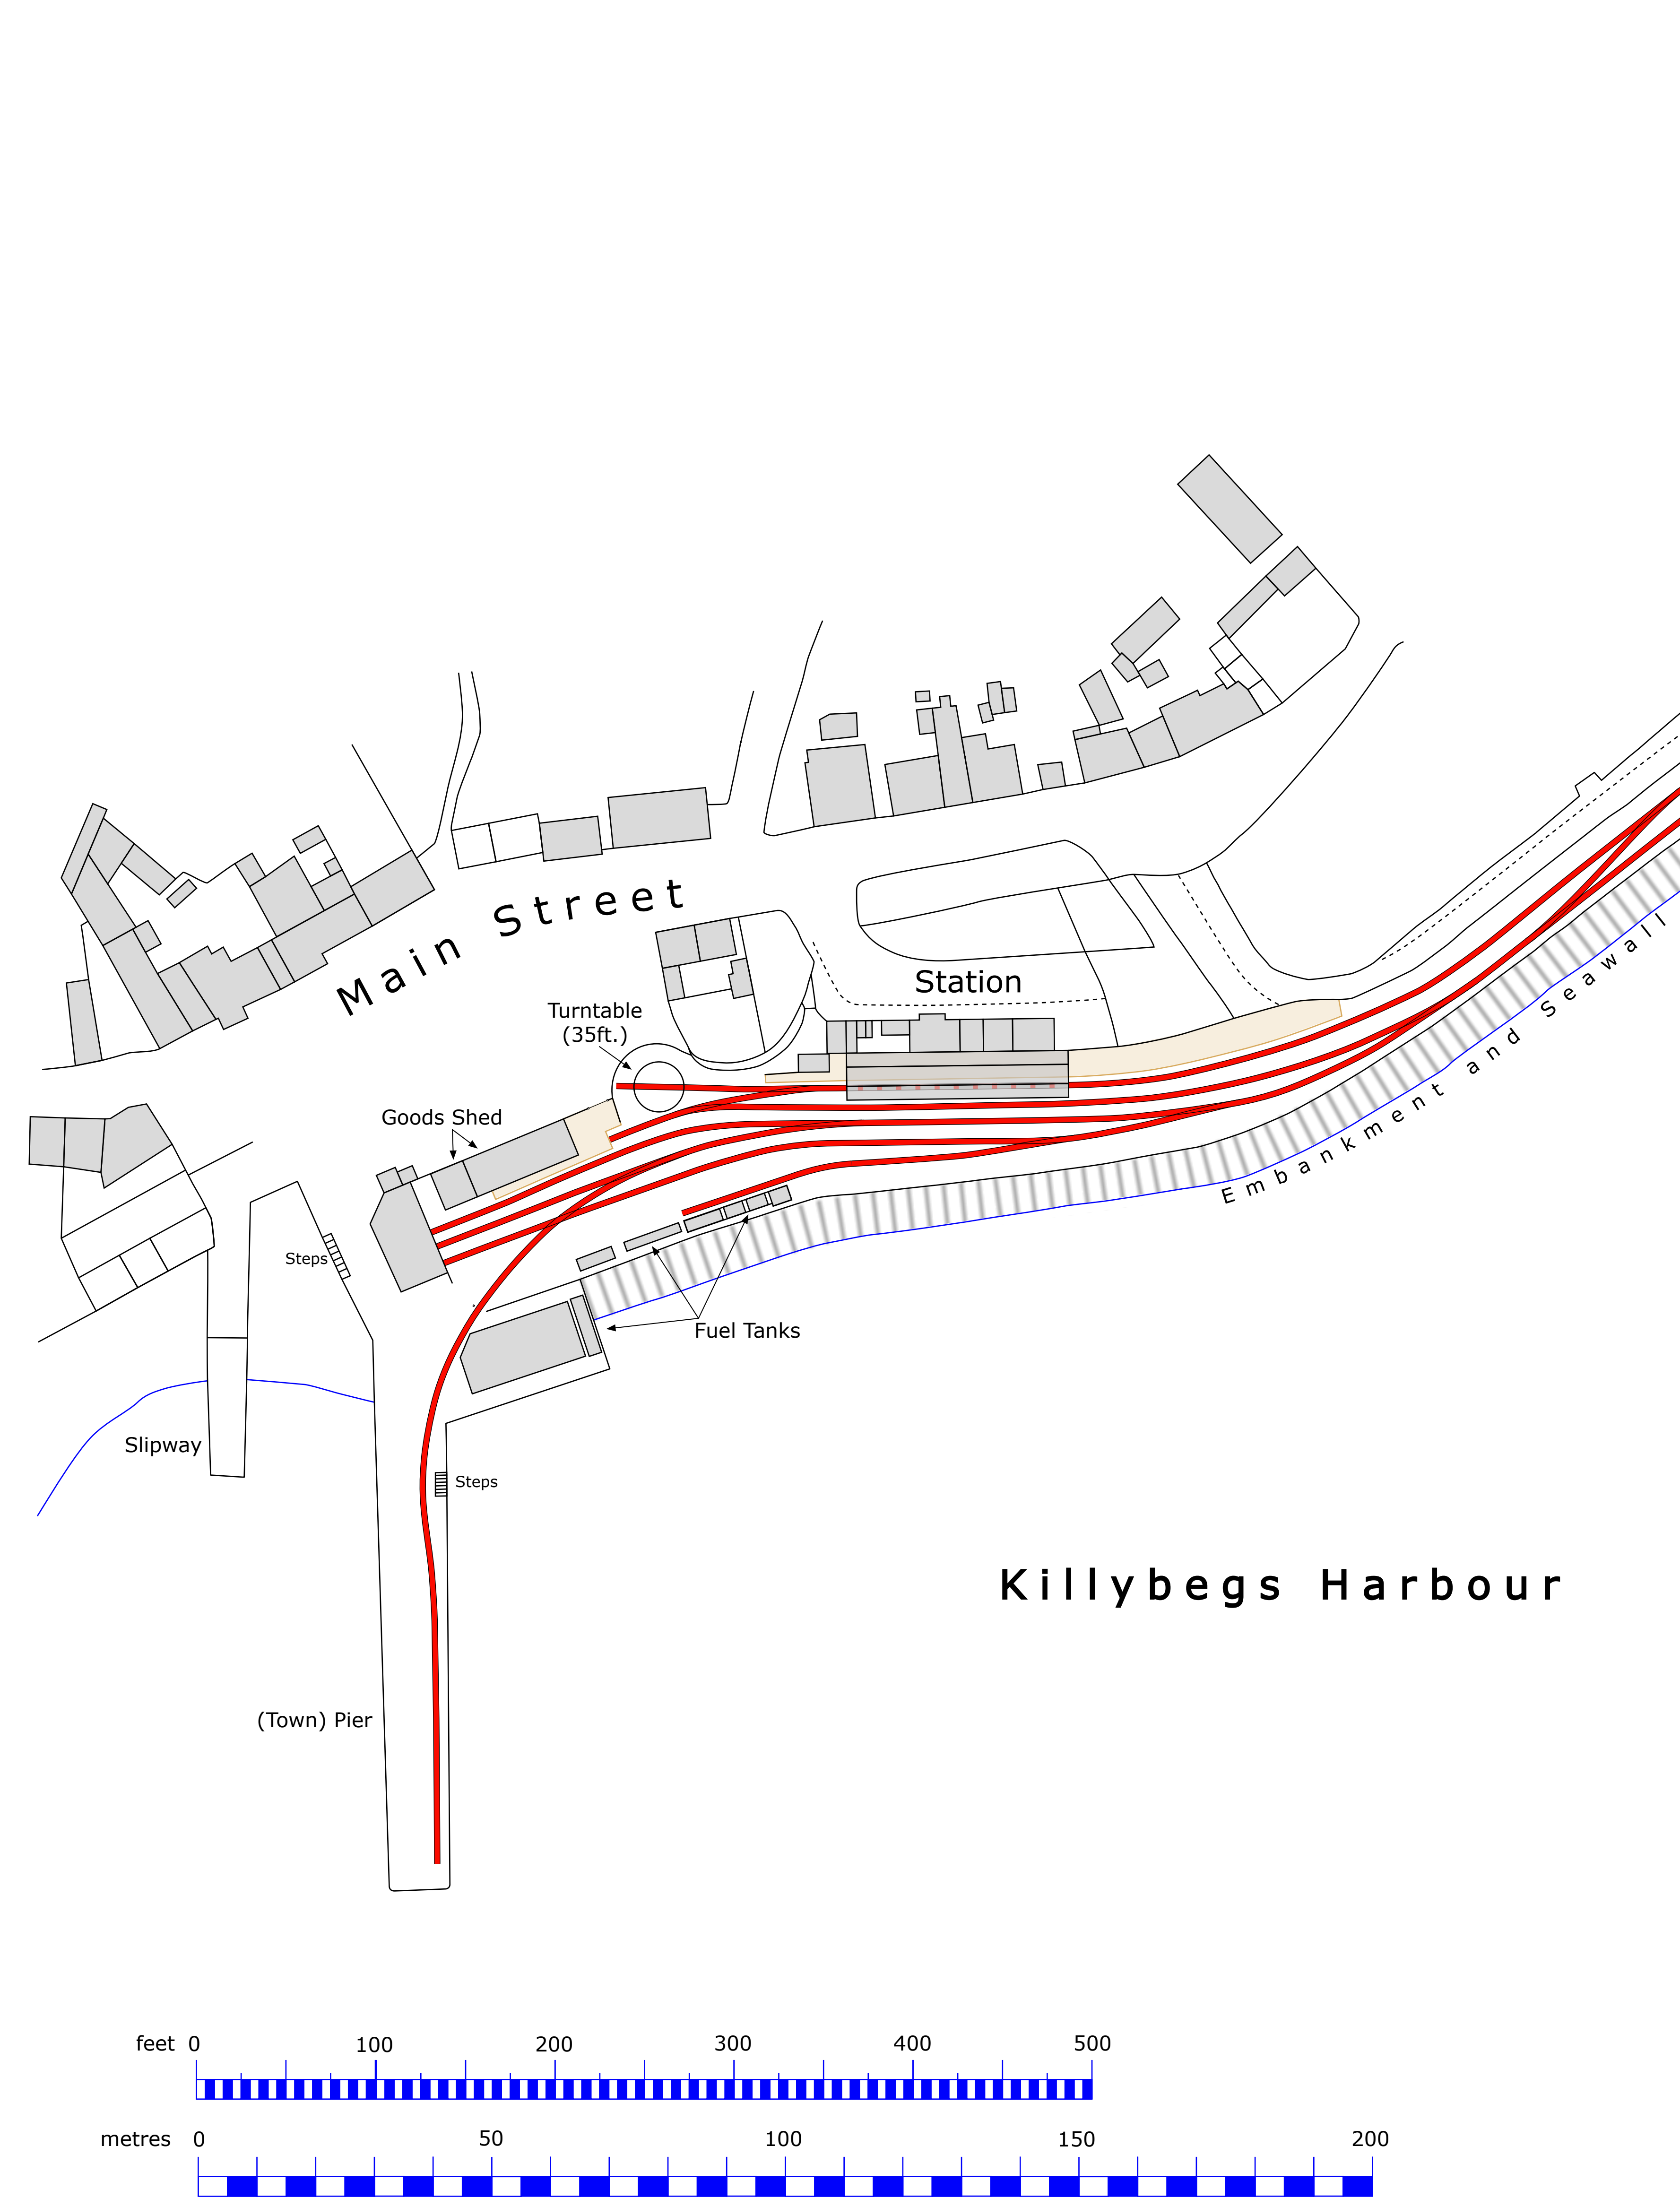 Main Street
Station
Turntable
(35ft.)
Goods Shed
Embankment and Seawall
Steps
Fuel Tanks
Slipway
Steps
Killybegs Harbour
(Town) Pier
feet 0 100 200 300 400 500
metres 0 50 100 150 200